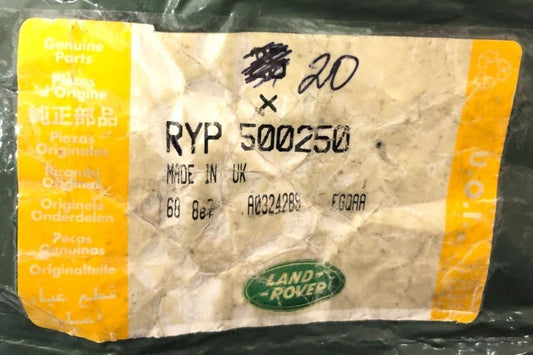 Genuine
Parts
Pièces
d'Origine
純正部品
Piezas
Originales
Ricambi
Originali
Originele
Onderdelen
Peças
Genuínas
Originalteile
قطع غيار
أصلية
20
X
RYP 500250
MADE IN UK
A0324289
LAND
ROVER